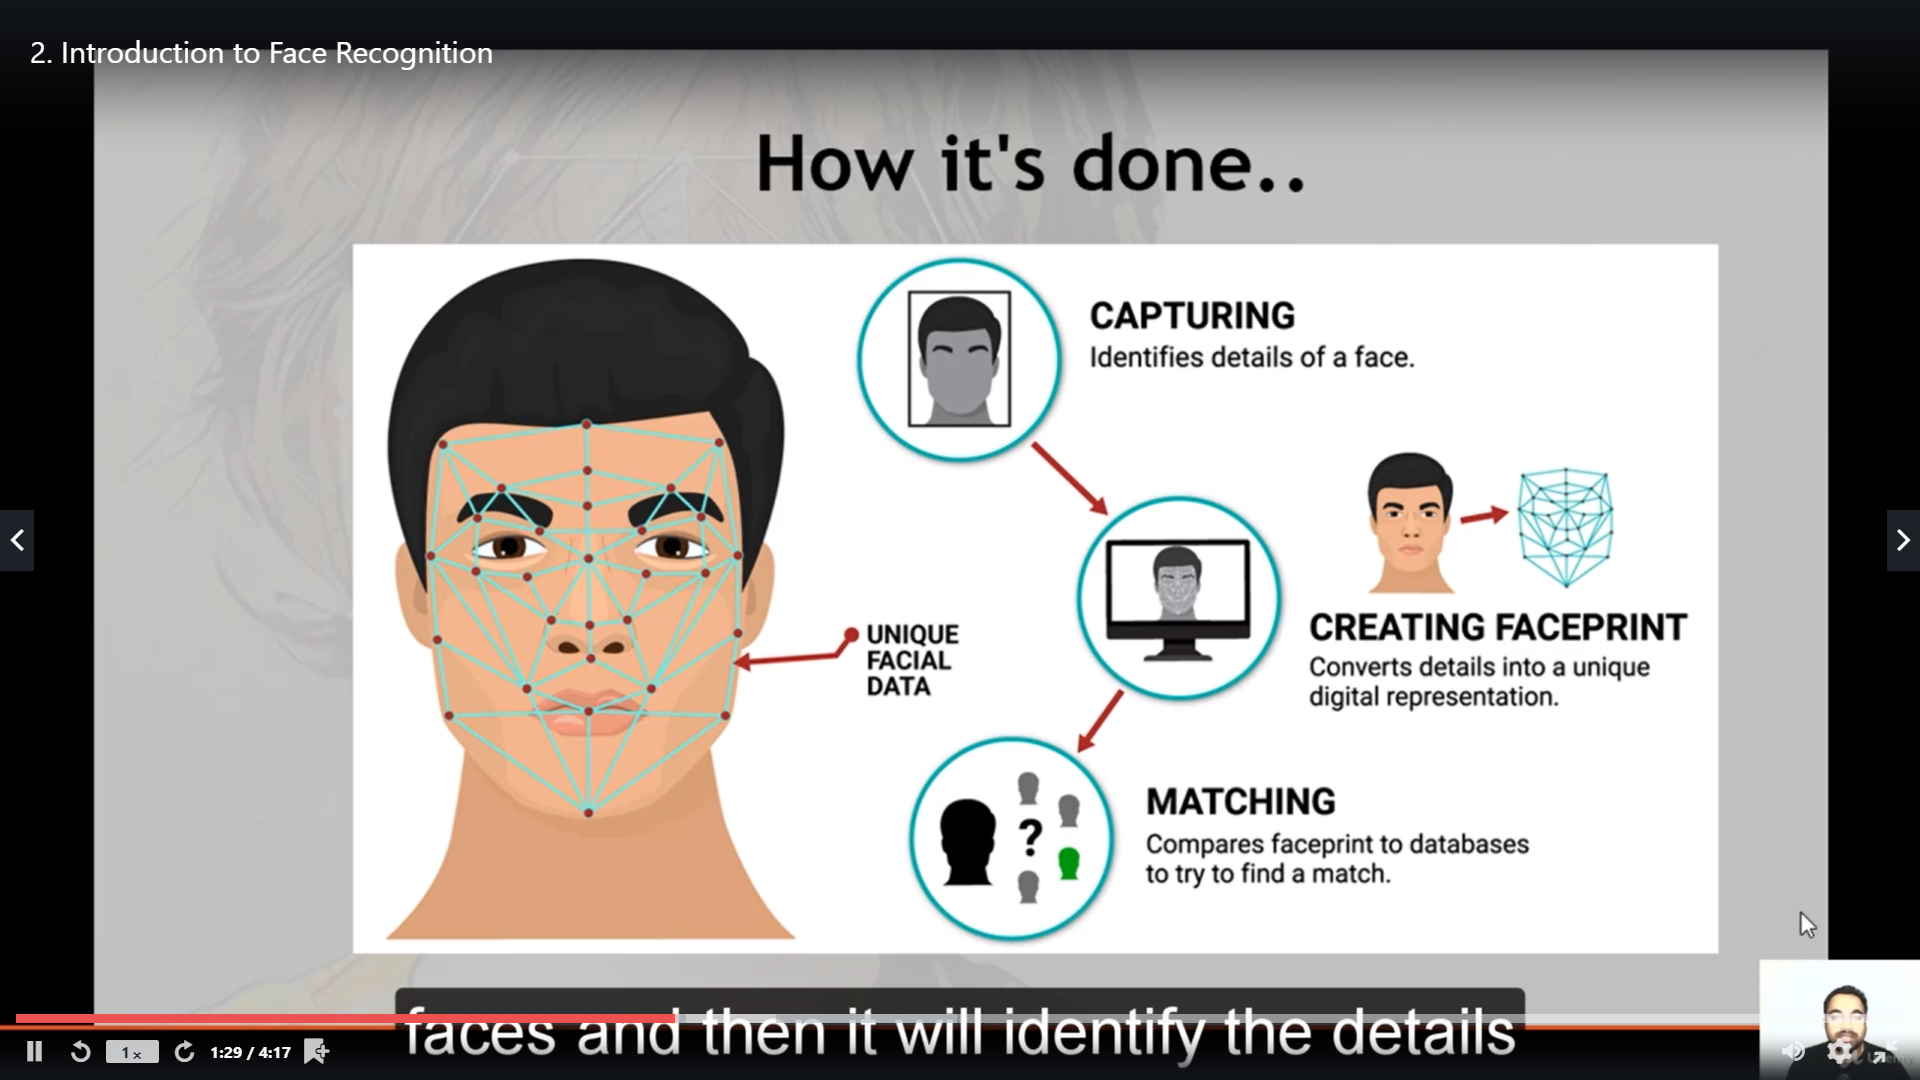 2. Introduction to Face Recognition
How it's done..
CAPTURING
Identifies details of a face.
UNIQUE
FACIAL
DATA
CREATING FACEPRINT
Converts details into a unique
digital representation.
?
MATCHING
Compares faceprint to databases
to try to find a match.
faces and then it will identify the details
1x
1:29 / 4:17